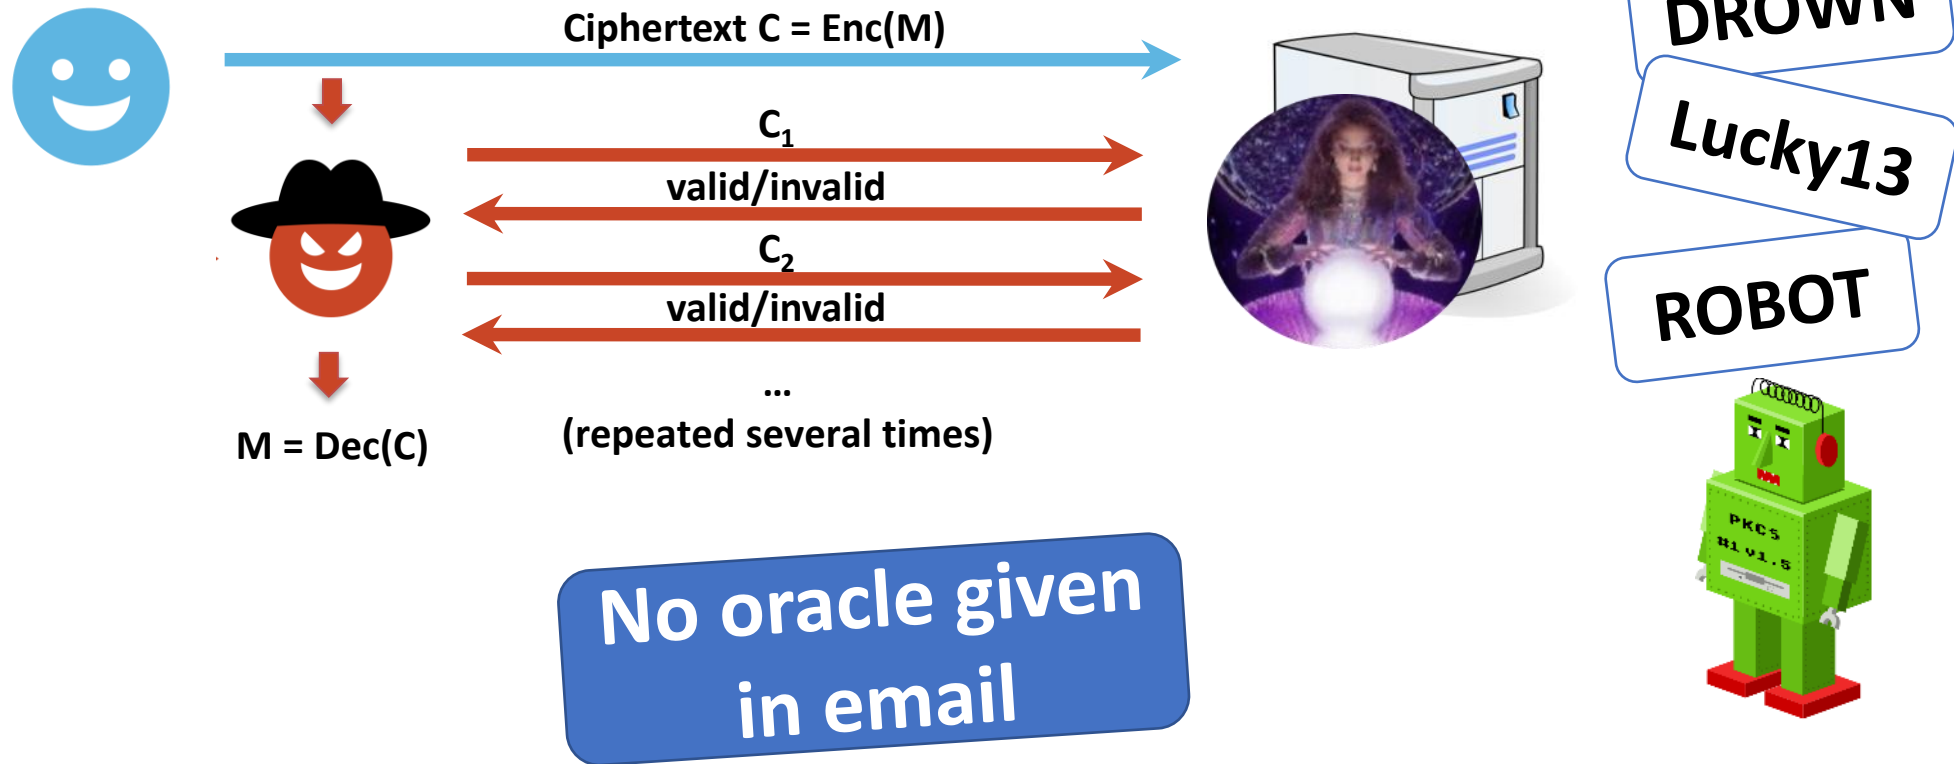 Ciphertext C = Enc(M)
C₁
valid/invalid
C₂
valid/invalid
...
(repeated several times)
M = Dec(C)
DROWN
Lucky13
ROBOT
PKCS
#1 v1.5
No oracle given
in email